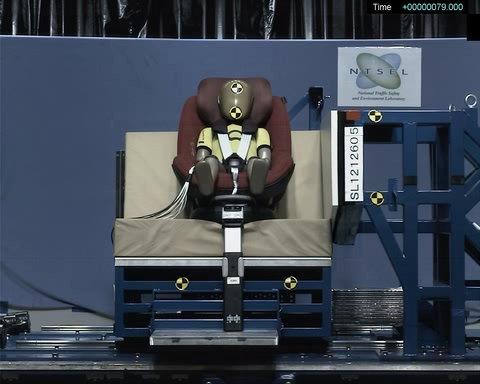 Time +00000079.000
NTSEL
National Traffic Safety
and Environment Laboratory
SL1212605